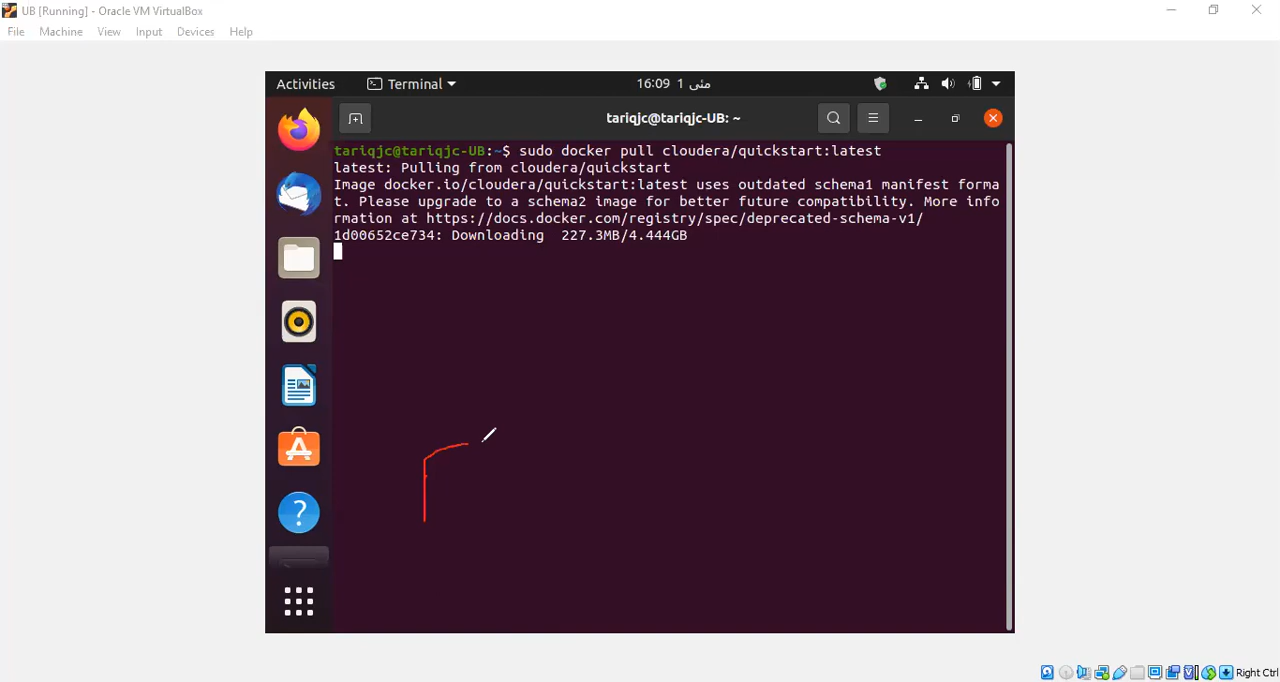 UB [Running] - Oracle VM VirtualBox
File Machine View Input Devices Help
Activities Terminal 16:09 1 مئی
tariqjc@tariqjc-UB: ~
tariqjc@tariqjc-UB:~$ sudo docker pull cloudera/quickstart:latest
latest: Pulling from cloudera/quickstart
Image docker.io/cloudera/quickstart:latest uses outdated schema1 manifest forma
t. Please upgrade to a schema2 image for better future compatibility. More info
rmation at https://docs.docker.com/registry/spec/deprecated-schema-v1/
1d00652ce734: Downloading 227.3MB/4.444GB
Right Ctrl